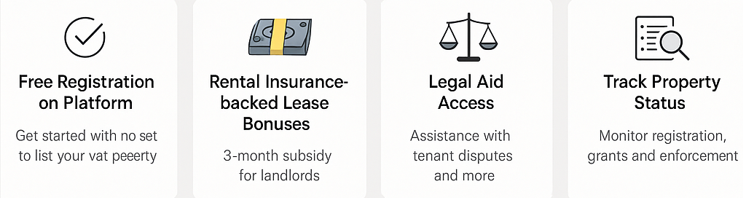 Free Registration
on Platform
Get started with no set
to list your vat peeerty
Rental Insurance-
backed Lease
Bonuses
3-month subsidy
for landlords
Legal Aid
Access
Assistance with
tenant disputes
and more
Track Property
Status
Monitor registration,
grants and enforcement